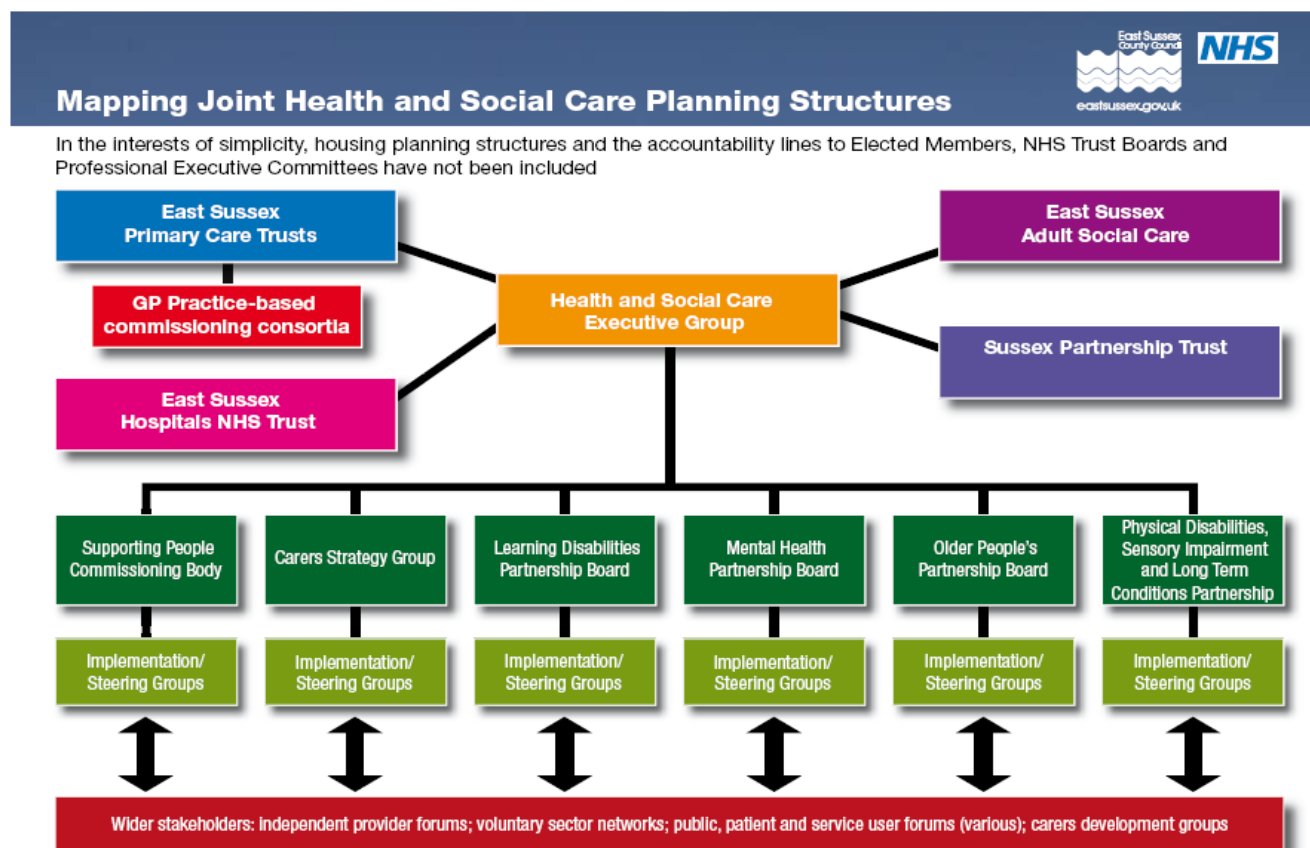 East Sussex
County Council
eastsussex.gov.uk
NHS
Mapping Joint Health and Social Care Planning Structures
In the interests of simplicity, housing planning structures and the accountability lines to Elected Members, NHS Trust Boards and
Professional Executive Committees have not been included
East Sussex
Primary Care Trusts
East Sussex
Adult Social Care
GP Practice-based
commissioning consortia
Health and Social Care
Executive Group
Sussex Partnership Trust
East Sussex
Hospitals NHS Trust
Supporting People
Commissioning Body
Carers Strategy Group
Learning Disabilities
Partnership Board
Mental Health
Partnership Board
Older People's
Partnership Board
Physical Disabilities,
Sensory Impairment
and Long Term
Conditions Partnership
Implementation/
Steering Groups
Implementation/
Steering Groups
Implementation/
Steering Groups
Implementation/
Steering Groups
Implementation/
Steering Groups
Implementation/
Steering Groups
Wider stakeholders: independent provider forums; voluntary sector networks; public, patient and service user forums (various); carers development groups